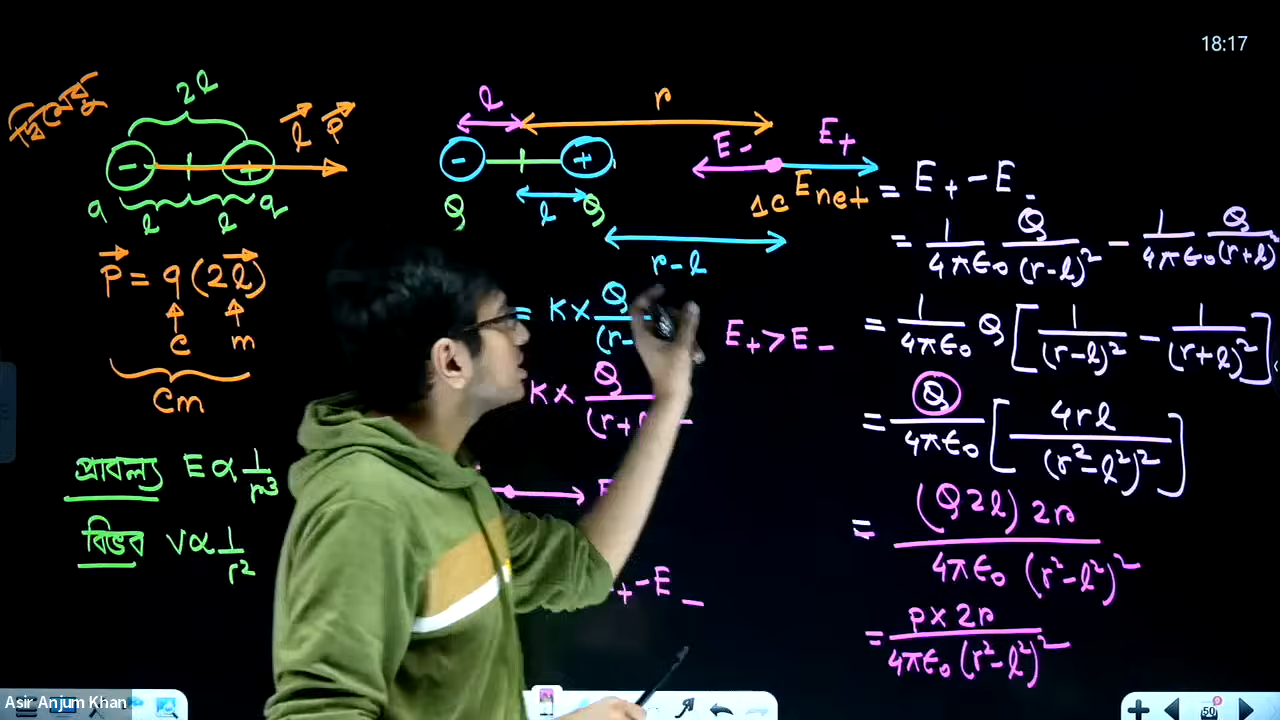 18:17
দ্বিমেরু
2l
l⃗ P⃗
- +
q l l q
P⃗ = q (2l⃗)
C m
Cm
প্রাবল্য E ∝ 1/r³
বিভব V ∝ 1/r²
l r
- +
E- E+
Q l Q 1C Enet
r-l
= K × Q/(r-
E+ > E-
K × Q/(r+l
+ - E-
= E+ - E-
= 1/4πϵ₀ Q/(r-l)² - 1/4πϵ₀ Q/(r+l)²
= 1/4πϵ₀ Q [1/(r-l)² - 1/(r+l)²]
= Q/4πϵ₀ [4rl/(r²-l²)²]
= (Q2l) 2r/4πϵ₀ (r²-l²)²
= P×2r/4πϵ₀ (r²-l²)²
Asir Anjum Khan
50